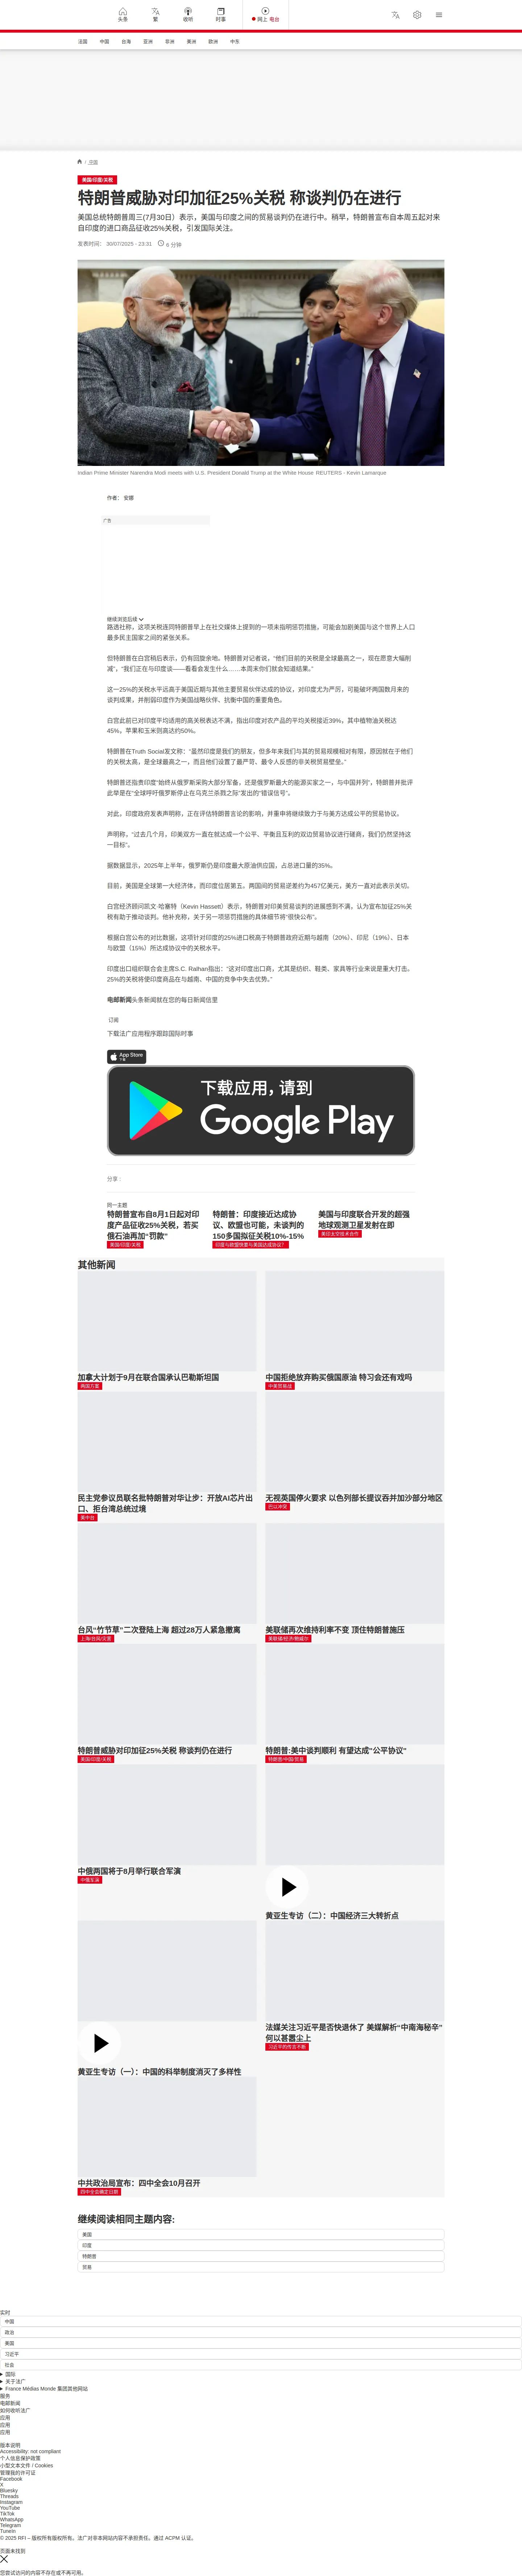 头条
繁
收听
时事
网上 电台
法国
中国
台海
亚洲
非洲
美洲
欧洲
中东
/ 中国
美国/印度/关税
特朗普威胁对印加征25%关税 称谈判仍在进行
美国总统特朗普周三(7月30日）表示，美国与印度之间的贸易谈判仍在进行中。稍早，特朗普宣布自本周五起对来自印度的进口商品征收25%关税，引发国际关注。
发表时间： 30/07/2025 - 23:31
6 分钟
Indian Prime Minister Narendra Modi meets with U.S. President Donald Trump at the White House REUTERS - Kevin Lamarque
作者： 安娜
广告
继续浏览后续
路透社称，这项关税连同特朗普早上在社交媒体上提到的一项未指明惩罚措施，可能会加剧美国与这个世界上人口最多民主国家之间的紧张关系。
但特朗普在白宫稍后表示，仍有回旋余地。特朗普对记者说，“他们目前的关税是全球最高之一，现在愿意大幅削减”，“我们正在与印度谈——看看会发生什么……本周末你们就会知道结果。”
这一25%的关税水平远高于美国近期与其他主要贸易伙伴达成的协议，对印度尤为严厉，可能破坏两国数月来的谈判成果，并削弱印度作为美国战略伙伴、抗衡中国的重要角色。
白宫此前已对印度平均适用的高关税表达不满，指出印度对农产品的平均关税接近39%，其中植物油关税达45%，苹果和玉米则高达约50%。
特朗普在Truth Social发文称：“虽然印度是我们的朋友，但多年来我们与其的贸易规模相对有限，原因就在于他们的关税太高，是全球最高之一，而且他们设置了最严苛、最令人反感的非关税贸易壁垒。”
特朗普还指责印度“始终从俄罗斯采购大部分军备，还是俄罗斯最大的能源买家之一，与中国并列”，特朗普并批评此举是在“全球呼吁俄罗斯停止在乌克兰杀戮之际”发出的“错误信号”。
对此，印度政府发表声明称，正在评估特朗普言论的影响，并重申将继续致力于与美方达成公平的贸易协议。
声明称，“过去几个月，印美双方一直在就达成一个公平、平衡且互利的双边贸易协议进行磋商，我们仍然坚持这一目标”。
据数据显示，2025年上半年，俄罗斯仍是印度最大原油供应国，占总进口量的35%。
目前，美国是全球第一大经济体，而印度位居第五。两国间的贸易逆差约为457亿美元，美方一直对此表示关切。
白宫经济顾问凯文·哈塞特（Kevin Hassett）表示，特朗普对印美贸易谈判的进展感到不满，认为宣布加征25%关税有助于推动谈判。他补充称，关于另一项惩罚措施的具体细节将“很快公布”。
根据白宫公布的对比数据，这项针对印度的25%进口税高于特朗普政府近期与越南（20%）、印尼（19%）、日本与欧盟（15%）所达成协议中的关税水平。
印度出口组织联合会主席S.C. Ralhan指出：“这对印度出口商，尤其是纺织、鞋类、家具等行业来说是重大打击。25%的关税将使印度商品在与越南、中国的竞争中失去优势。”
电邮新闻头条新闻就在您的每日新闻信里
订阅
下载法广应用程序跟踪国际时事
App Store
下载
下载应用，请到
Google Play
分享 :
同一主题
特朗普宣布自8月1日起对印度产品征收25%关税，若买俄石油再加“罚款”
美国/印度/关税
特朗普：印度接近达成协议、欧盟也可能，未谈判的150多国拟征关税10%-15%
印度与欧盟快要与美国达成协议？
美国与印度联合开发的超强地球观测卫星发射在即
美印太空技术合作
其他新闻
加拿大计划于9月在联合国承认巴勒斯坦国
两国方案
中国拒绝放弃购买俄国原油 特习会还有戏吗
中美贸易战
民主党参议员联名批特朗普对华让步：开放AI芯片出口、拒台湾总统过境
美中台
无视英国停火要求 以色列部长提议吞并加沙部分地区
巴以冲突
台风“竹节草”二次登陆上海 超过28万人紧急撤离
上海/台风/灾害
美联储再次维持利率不变 顶住特朗普施压
美联储/经济/鲍威尔
特朗普威胁对印加征25%关税 称谈判仍在进行
美国/印度/关税
特朗普:美中谈判顺利 有望达成"公平协议"
特朗普/中国/贸易
中俄两国将于8月举行联合军演
中俄军演
黄亚生专访（二）：中国经济三大转折点
黄亚生专访（一）：中国的科举制度消灭了多样性
法媒关注习近平是否快退休了 美媒解析“中南海秘辛”何以甚嚣尘上
习近平的传言不断
中共政治局宣布：四中全会10月召开
四中全会确定日期
继续阅读相同主题内容:
美国
印度
特朗普
贸易
实时
中国
政治
美国
习近平
社会
国际
关于法广
France Médias Monde 集团其他网站
服务
电邮新闻
如何收听法广
应用
应用
应用
版本说明
Accessibility: not compliant
个人信息保护政策
小型文本文件 / Cookies
管理我的许可证
Facebook
X
Bluesky
Threads
Instagram
YouTube
TikTok
WhatsApp
Telegram
TuneIn
© 2025 RFI – 版权所有版权所有。法广对非本网站内容不承担责任。通过 ACPM 认证。
页面未找到
您尝试访问的内容不存在或不再可用。